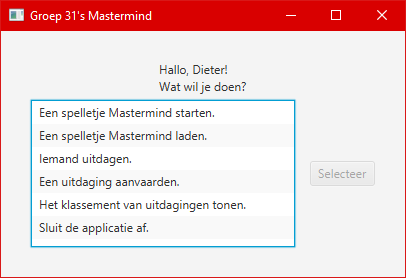 Groep 31's Mastermind
Hallo, Dieter!
Wat wil je doen?
Een spelletje Mastermind starten.
Een spelletje Mastermind laden.
Iemand uitdagen.
Een uitdaging aanvaarden.
Het klassement van uitdagingen tonen.
Sluit de applicatie af.
Selecteer